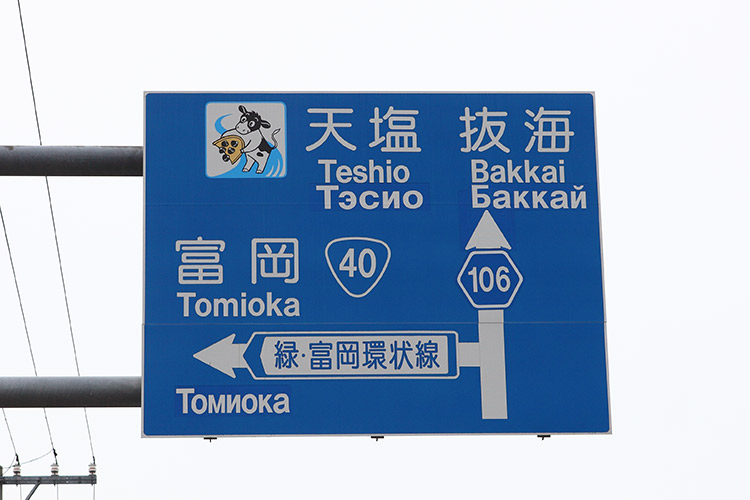 天塩 抜海
Teshio Bakkai
Тэсио Баккай
富岡 40 106
Tomioka
緑・富岡環状線
Томиока